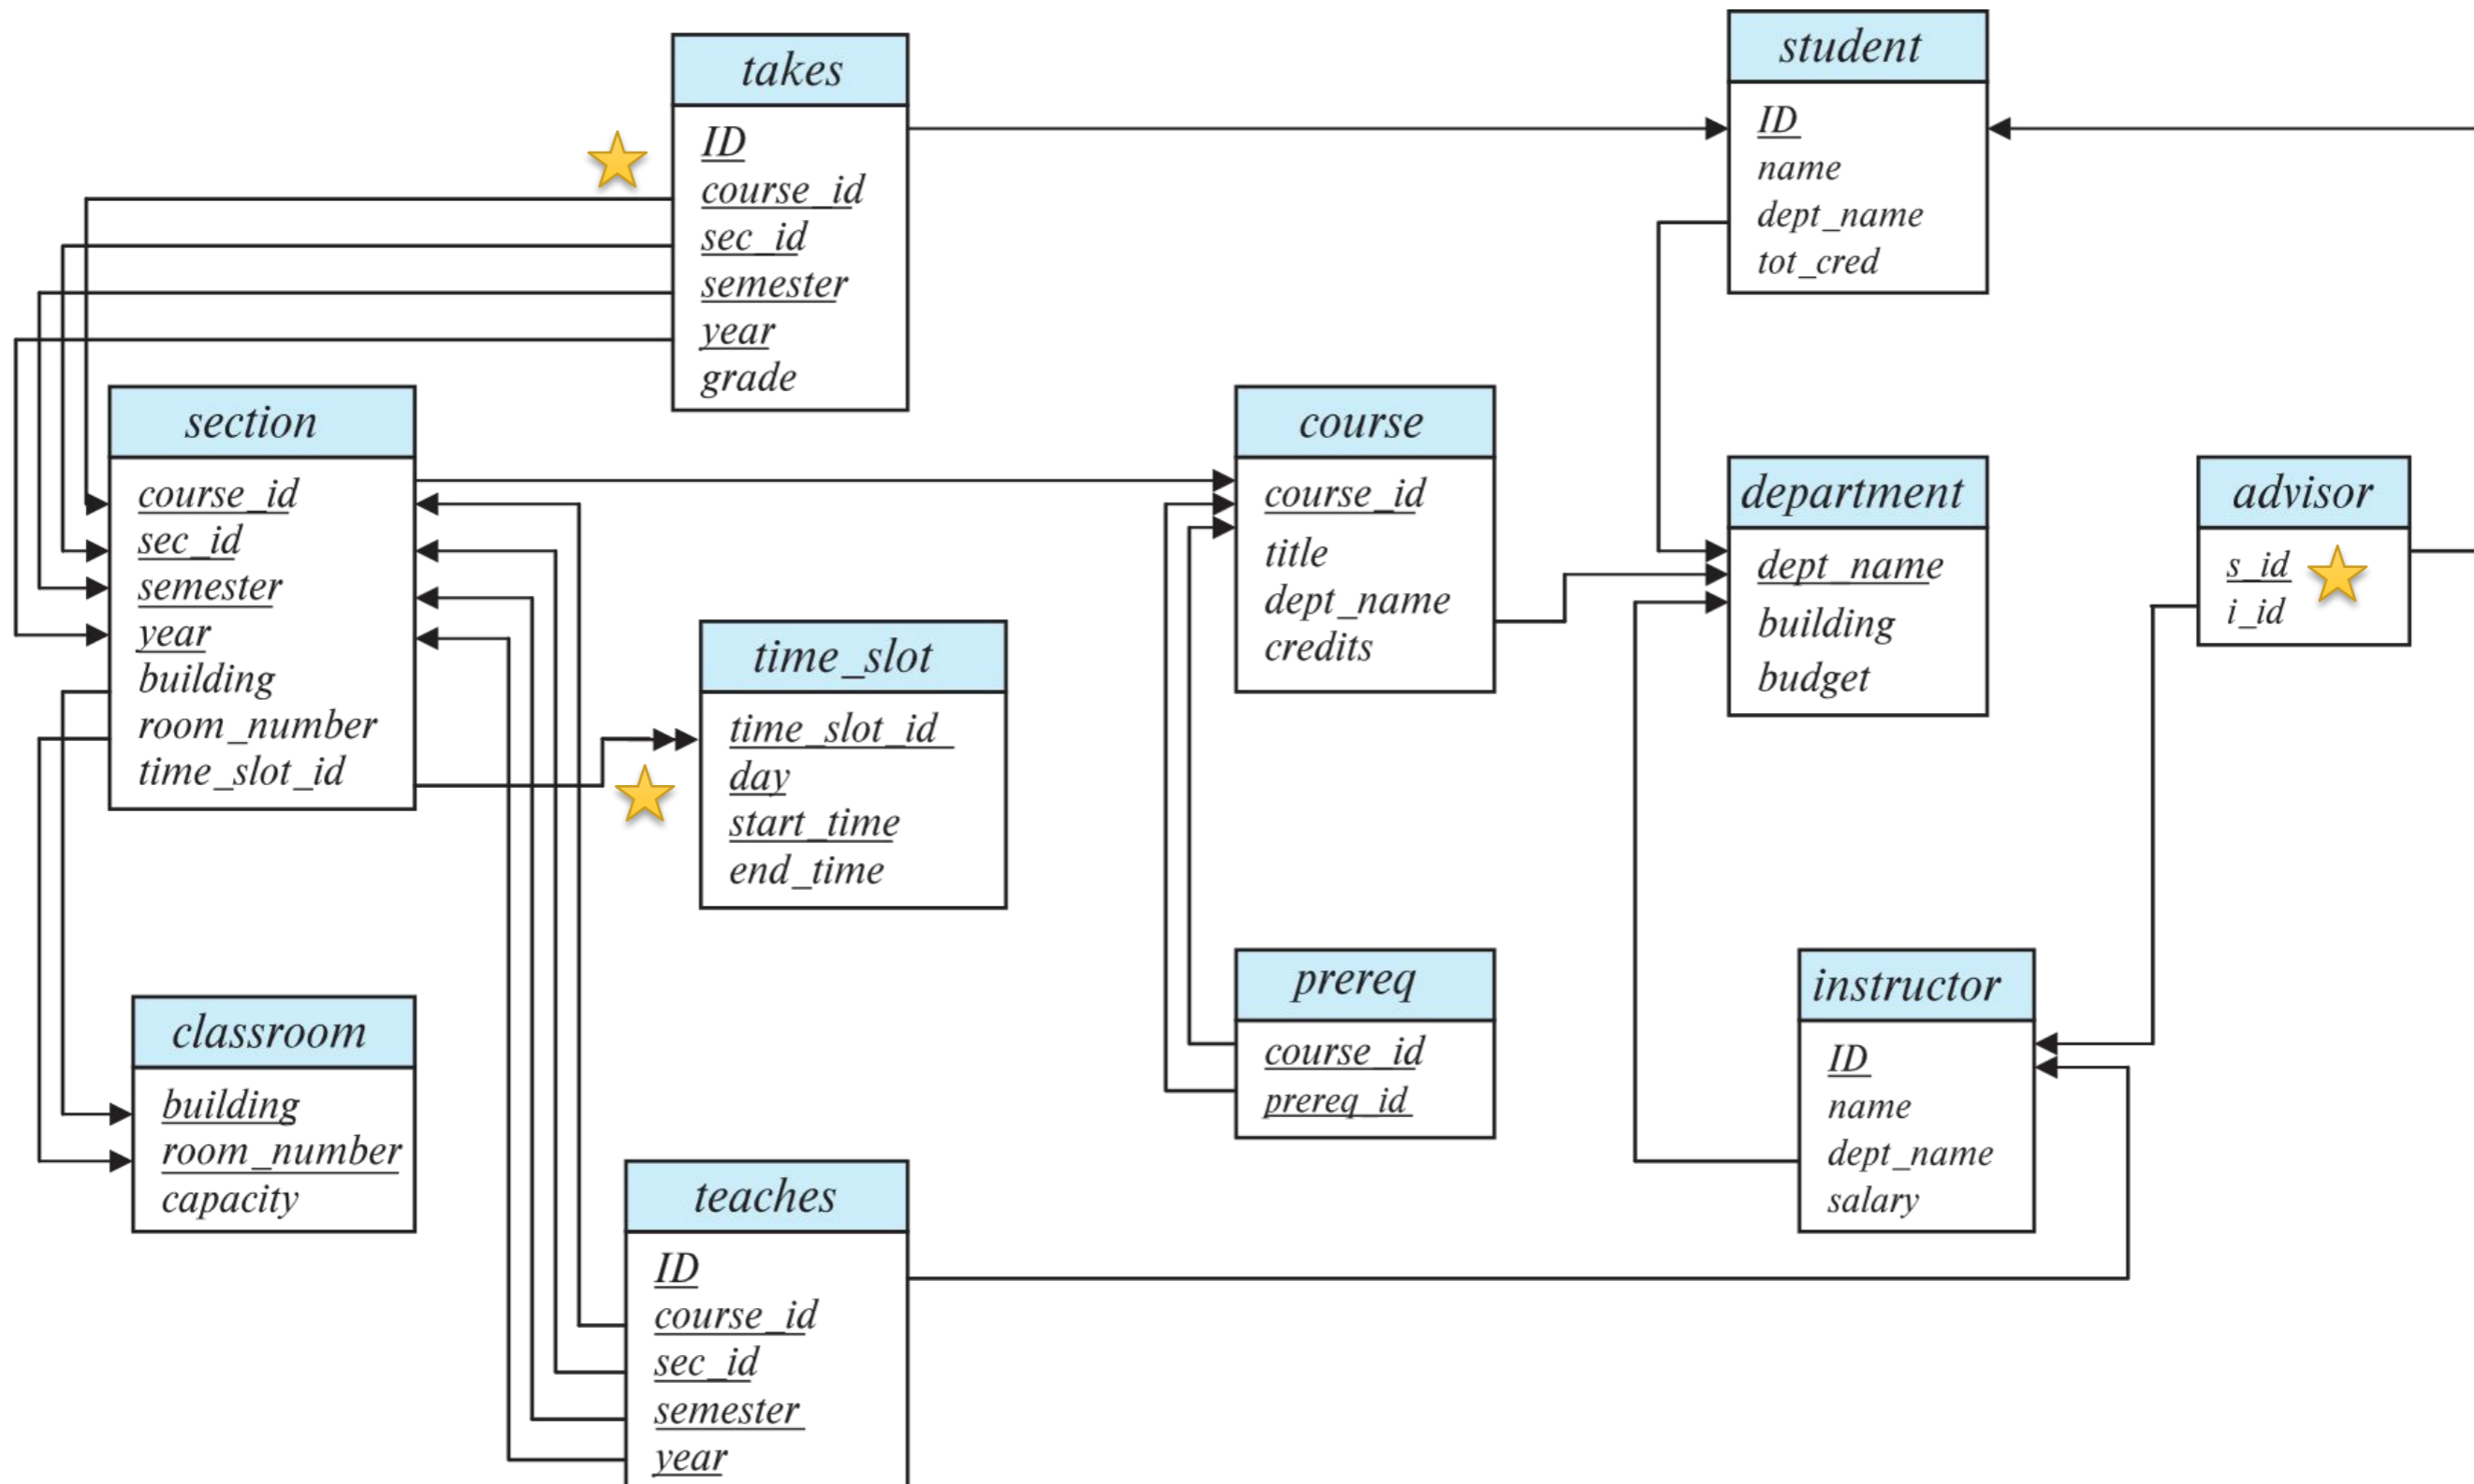 takes
ID
course_id
sec_id
semester
year
grade
student
ID
name
dept_name
tot_cred
section
course_id
sec_id
semester
year
building
room_number
time_slot_id
course
course_id
title
dept_name
credits
department
dept_name
building
budget
advisor
s_id
i_id
time_slot
time_slot_id
day
start_time
end_time
prereq
course_id
prereq_id
instructor
ID
name
dept_name
salary
classroom
building
room_number
capacity
teaches
ID
course_id
sec_id
semester
year